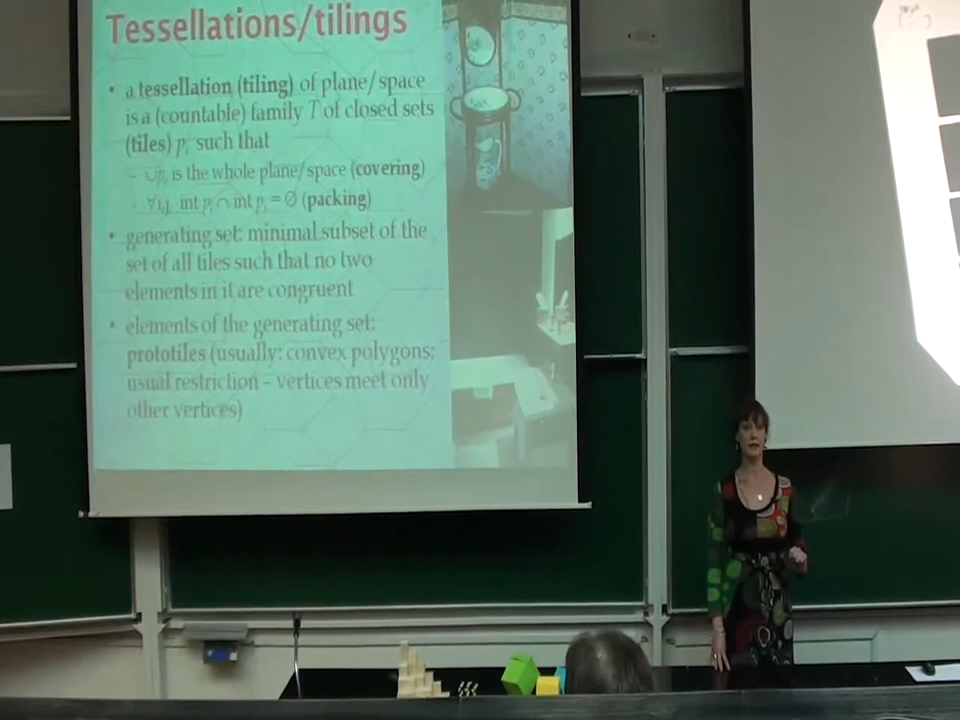 Tessellations/tilings
• a tessellation (tiling) of plane/space
is a (countable) family T of closed sets
(tiles) pᵢ such that
- ∪pᵢ is the whole plane/space (covering)
- ∀i,j int pᵢ ∩ int pⱼ = Ø (packing)
• generating set: minimal subset of the
set of all tiles such that no two
elements in it are congruent
• elements of the generating set:
prototiles (usually: convex polygons;
usual restriction – vertices meet only
other vertices)